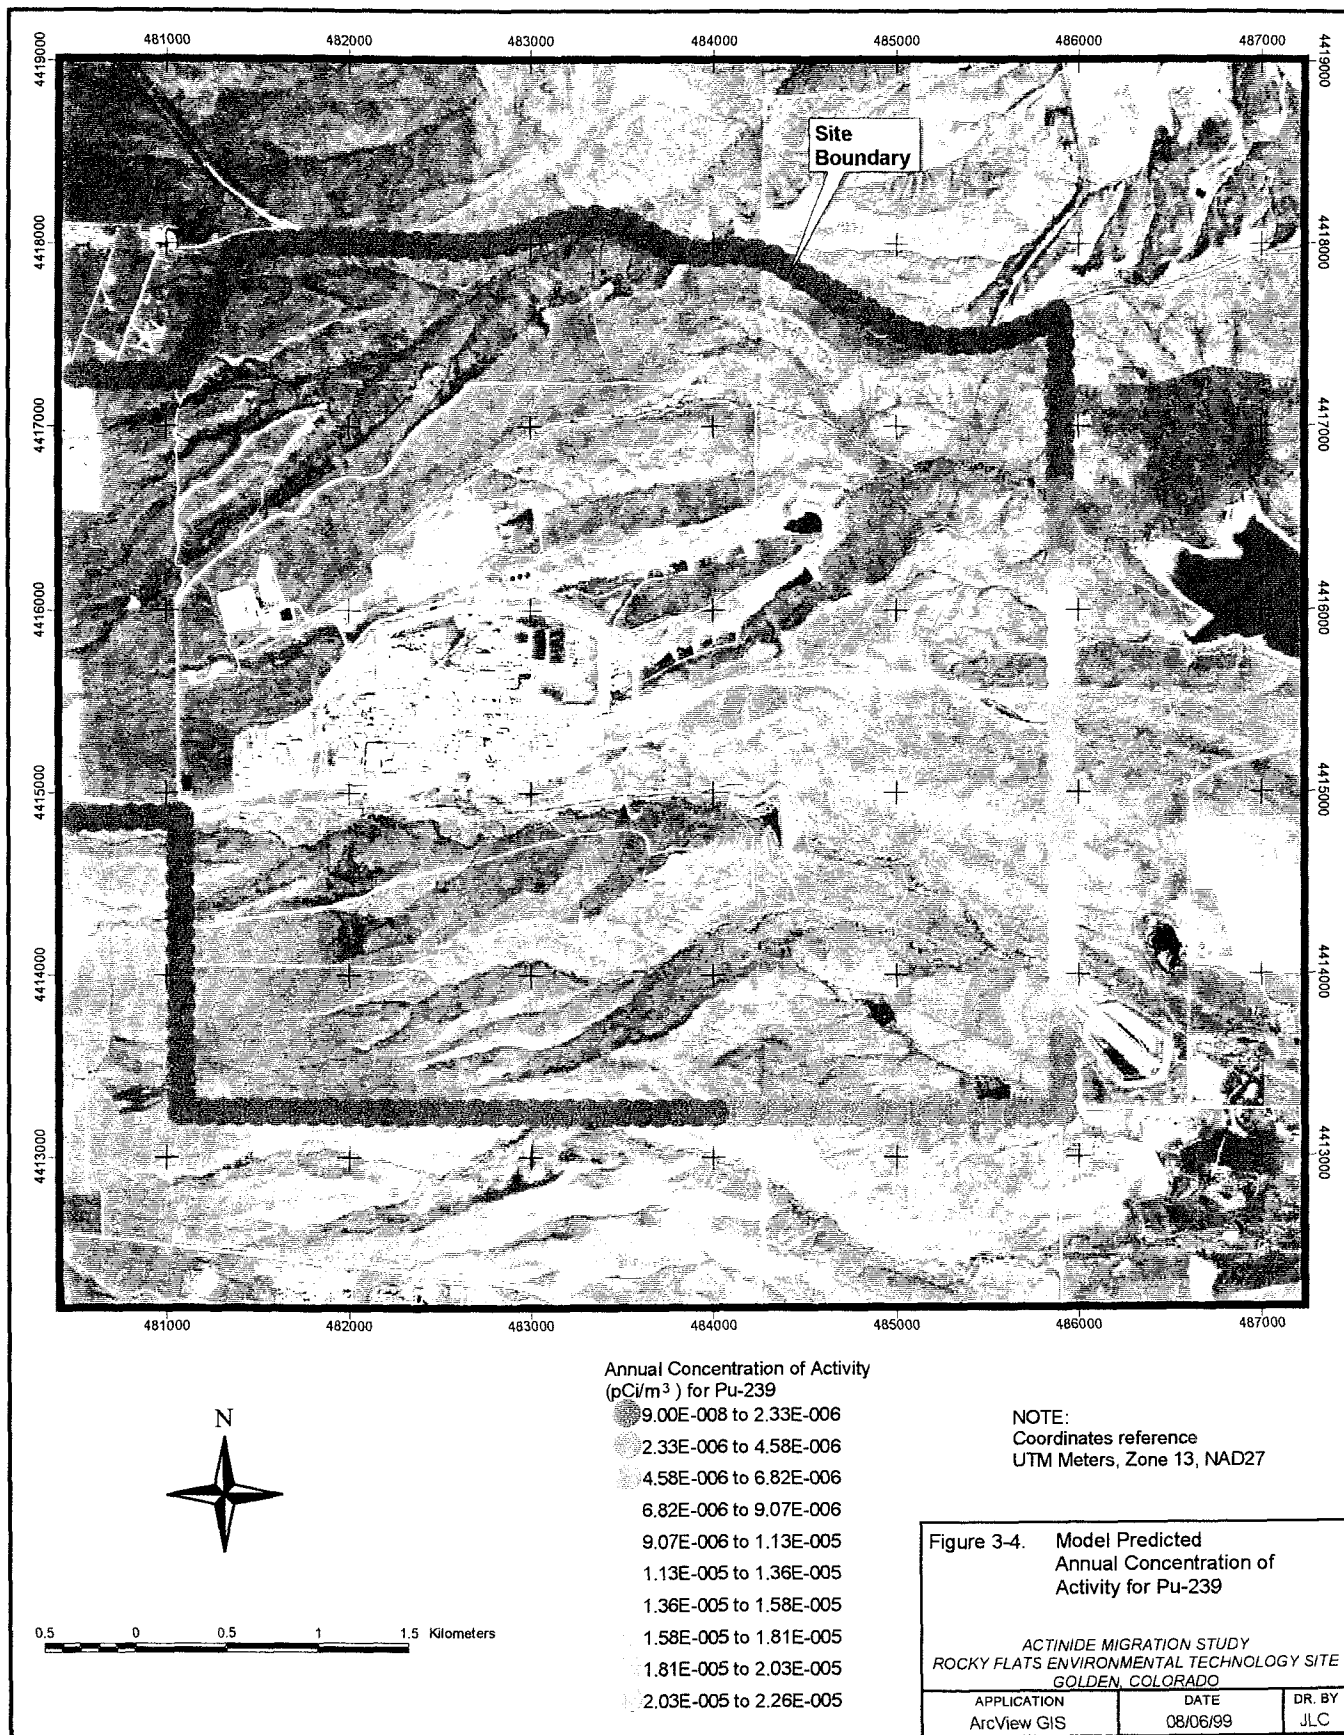 481000 482000 483000 484000 485000 486000 487000
4419000 4419000
Site
Boundary
4418000 4418000
4417000 4417000
4416000 4416000
4415000 4415000
4414000 4414000
4413000 4413000
481000 482000 483000 484000 485000 486000 487000
Annual Concentration of Activity
(pCi/m³ ) for Pu-239
9.00E-008 to 2.33E-006
2.33E-006 to 4.58E-006
4.58E-006 to 6.82E-006
6.82E-006 to 9.07E-006
9.07E-006 to 1.13E-005
1.13E-005 to 1.36E-005
1.36E-005 to 1.58E-005
1.58E-005 to 1.81E-005
1.81E-005 to 2.03E-005
2.03E-005 to 2.26E-005
N
0.5 0 0.5 1 1.5 Kilometers
NOTE:
Coordinates reference
UTM Meters, Zone 13, NAD27
Figure 3-4. Model Predicted
Annual Concentration of
Activity for Pu-239
ACTINIDE MIGRATION STUDY
ROCKY FLATS ENVIRONMENTAL TECHNOLOGY SITE
GOLDEN, COLORADO
APPLICATION DATE DR. BY
ArcView GIS 08/06/99 JLC